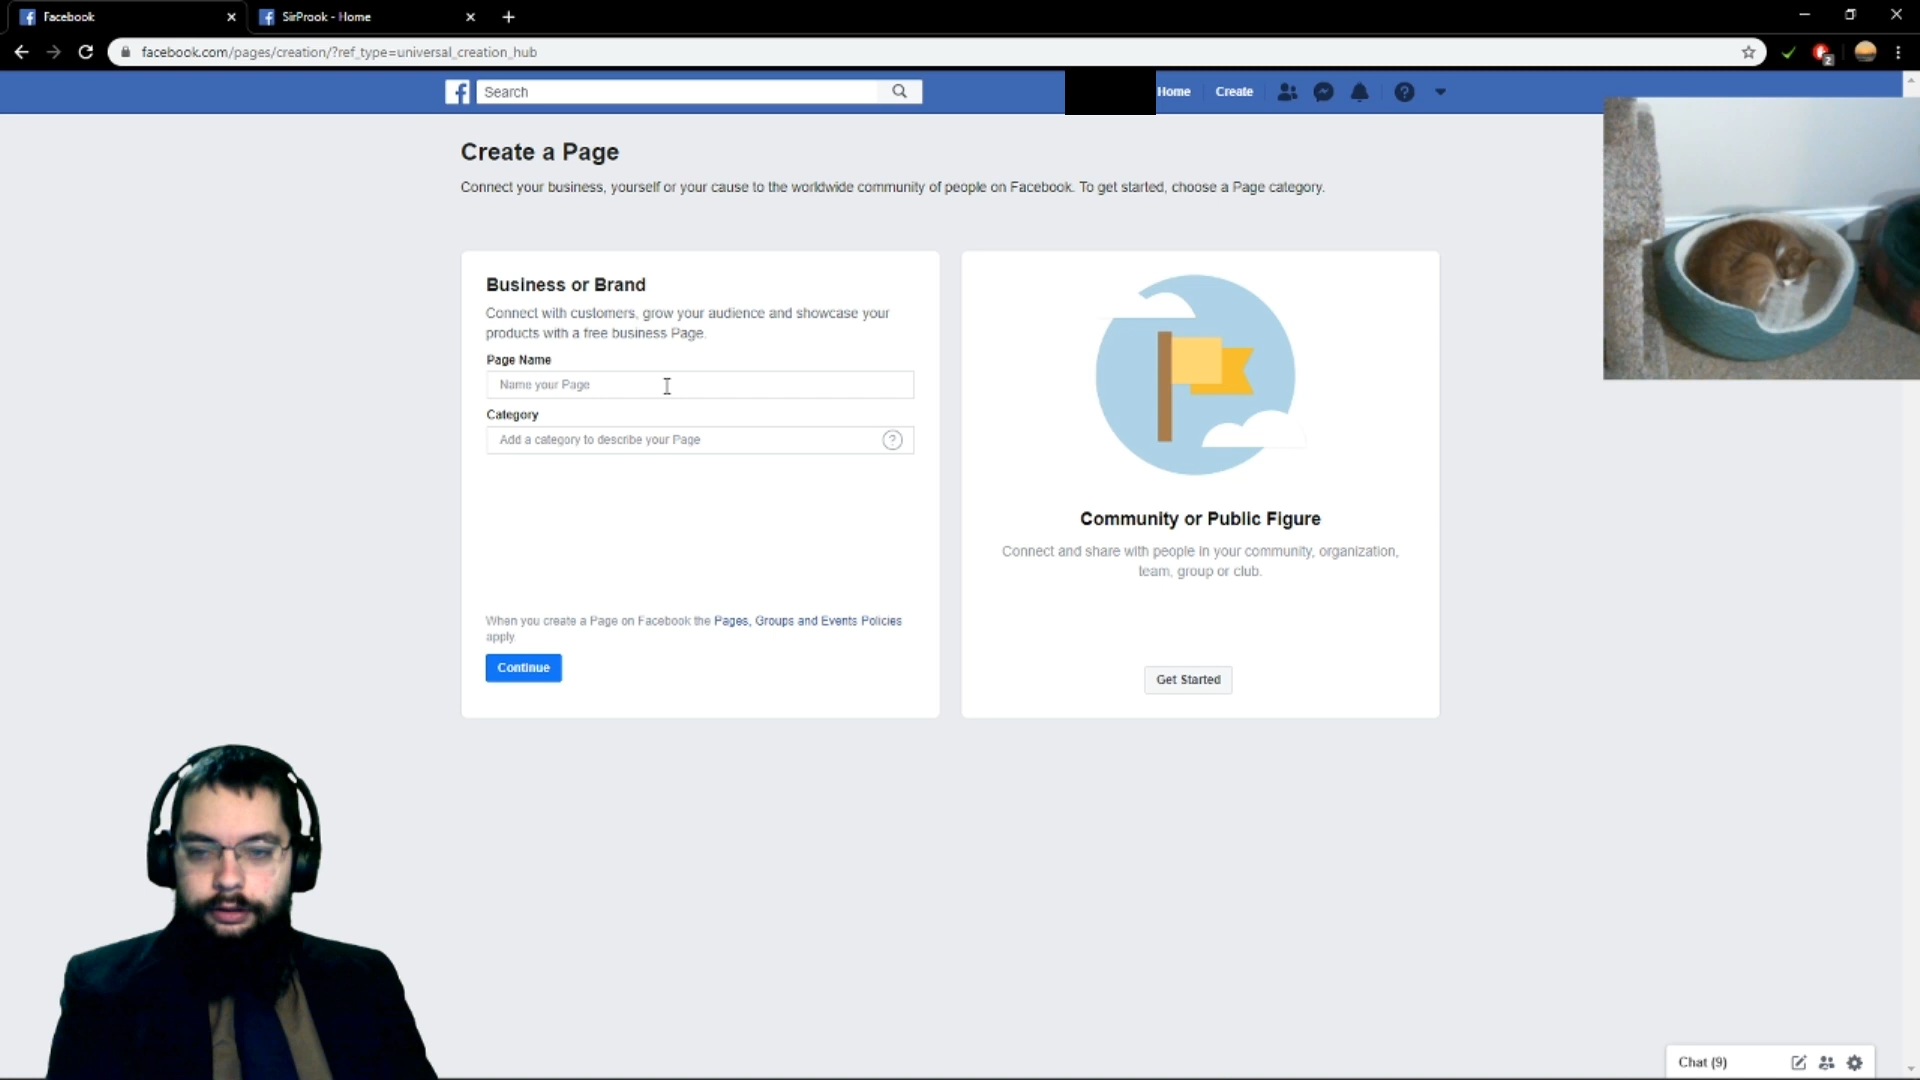 Facebook
SirProok - Home
facebook.com/pages/creation/?ref_type=universal_creation_hub
2
Search
Home
Create
Create a Page
Connect your business, yourself or your cause to the worldwide community of people on Facebook. To get started, choose a Page category.
Business or Brand
Connect with customers, grow your audience and showcase your
products with a free business Page.
Page Name
Name your Page
Category
Add a category to describe your Page
?
When you create a Page on Facebook the Pages, Groups and Events Policies
apply.
Continue
Community or Public Figure
Connect and share with people in your community, organization,
team, group or club.
Get Started
Chat (9)